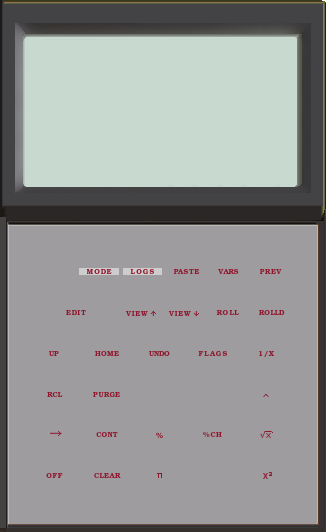 MODE LOGS PASTE VARS PREV
EDIT VIEW ↑ VIEW ↓ ROLL ROLLD
UP HOME UNDO FLAGS 1/X
RCL PURGE ^
→ CONT % %CH √X
OFF CLEAR π X²